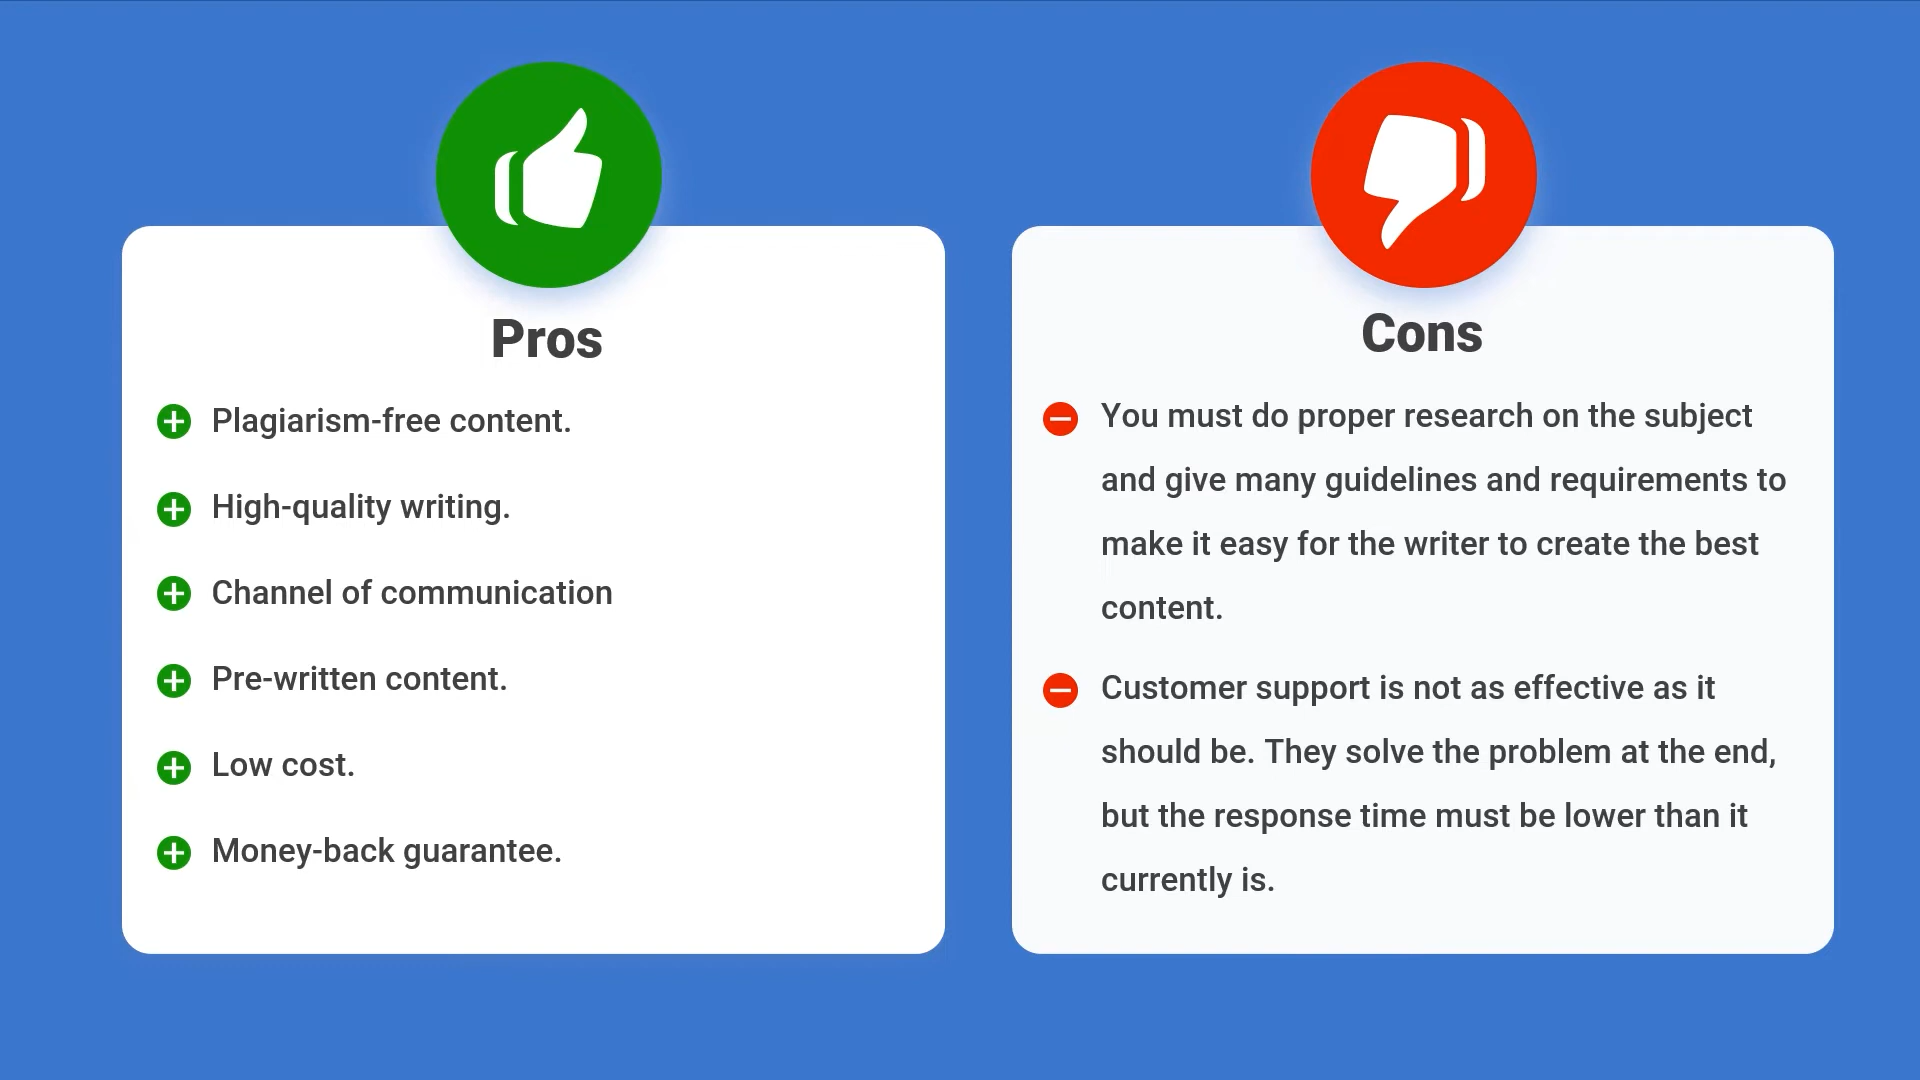 Pros
Plagiarism-free content.
High-quality writing.
Channel of communication
Pre-written content.
Low cost.
Money-back guarantee.
Cons
You must do proper research on the subject
and give many guidelines and requirements to
make it easy for the writer to create the best
content.
Customer support is not as effective as it
should be. They solve the problem at the end,
but the response time must be lower than it
currently is.